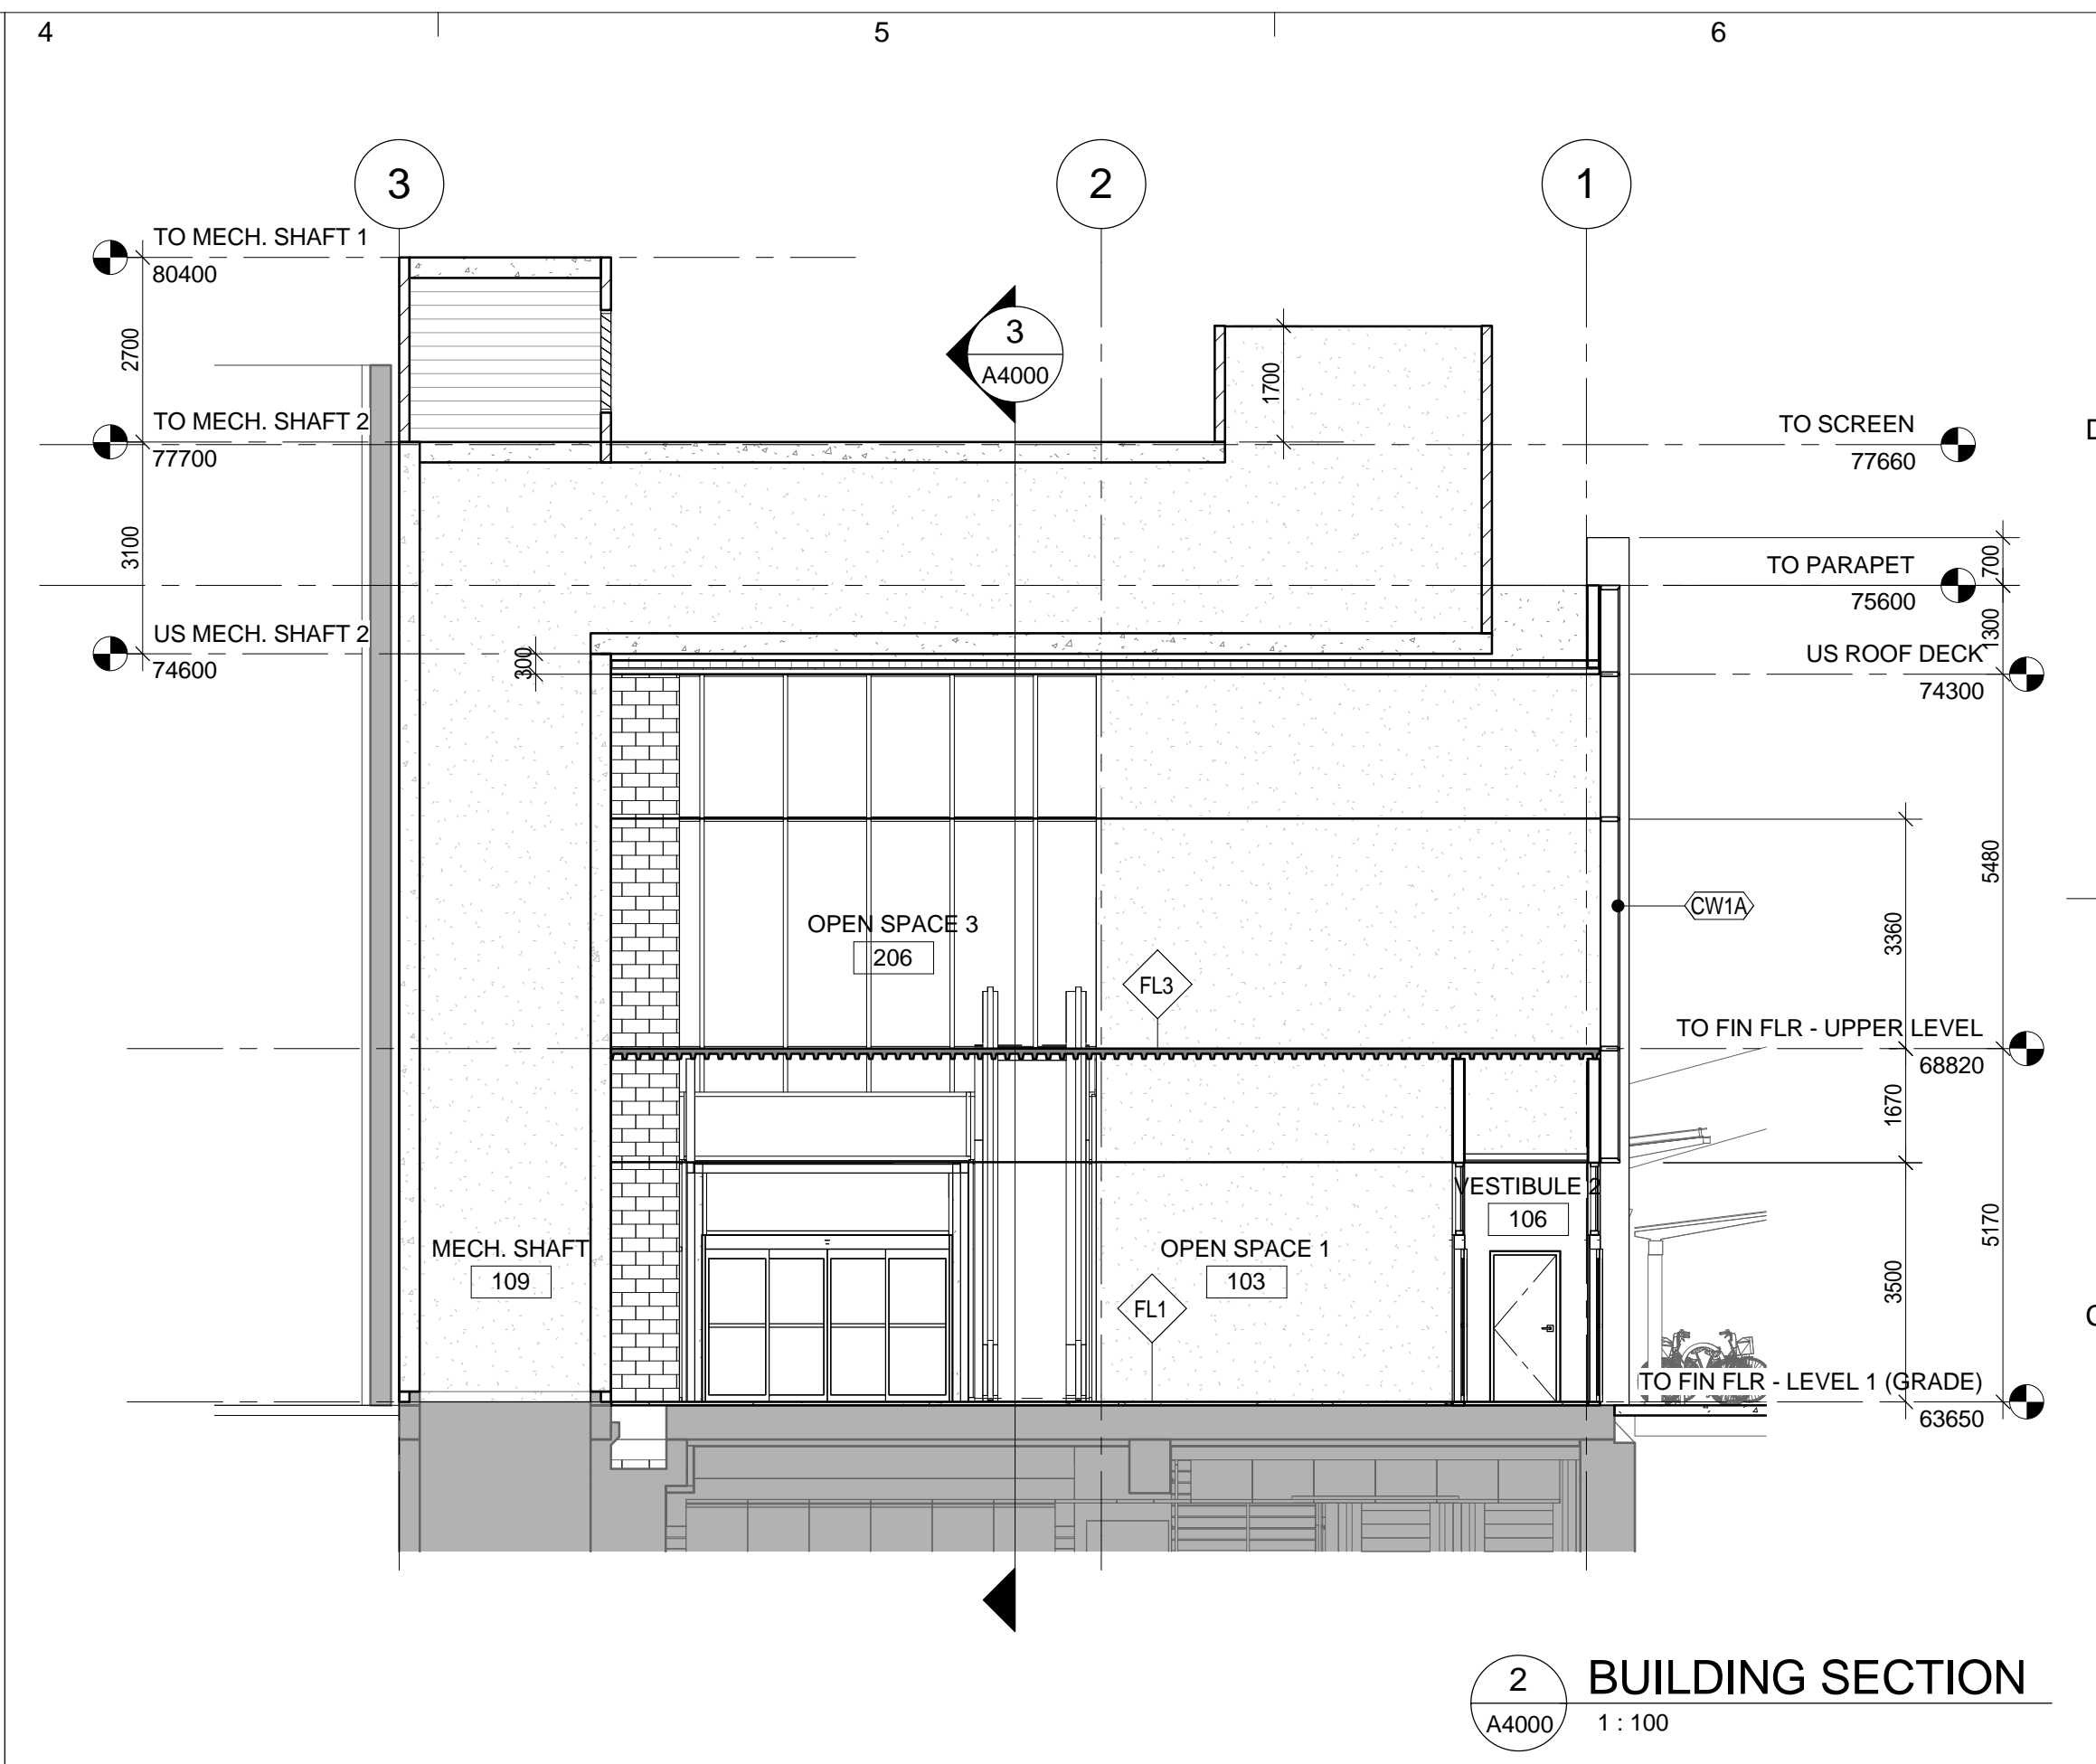 4
5
6
3
2
1
TO MECH. SHAFT 1
80400
2700
3
A4000
1700
TO MECH. SHAFT 2
77700
TO SCREEN
77660
D
3100
700
TO PARAPET
75600
1300
US MECH. SHAFT 2
74600
300
US ROOF DECK
74300
5480
CW1A
OPEN SPACE 3
206
3360
FL3
TO FIN FLR - UPPER LEVEL
68820
1670
VESTIBULE 2
106
5170
MECH. SHAFT
109
OPEN SPACE 1
103
3500
FL1
TO FIN FLR - LEVEL 1 (GRADE)
63650
2
A4000
BUILDING SECTION
1 : 100